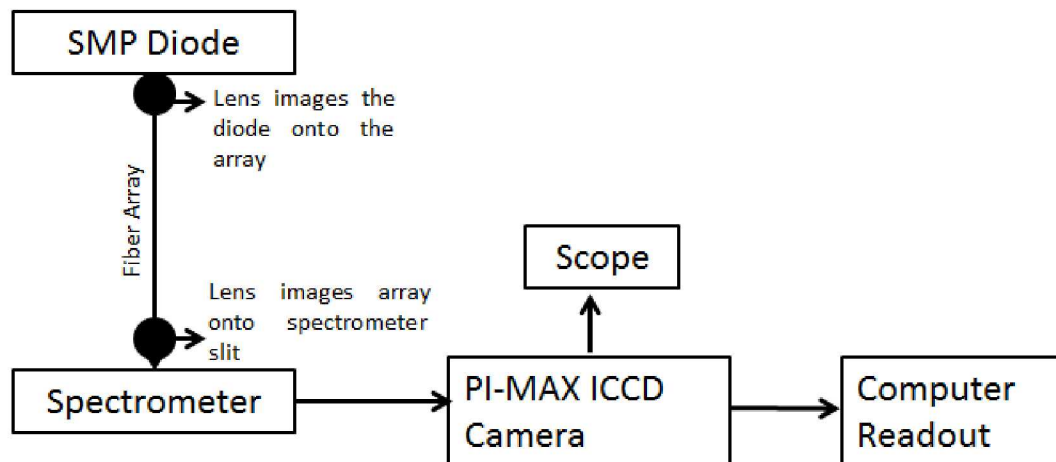 SMP Diode
Lens images the
diode onto the
array
Fiber Array
Scope
Lens images array
onto spectrometer
slit
Spectrometer
PI-MAX ICCD
Camera
Computer
Readout